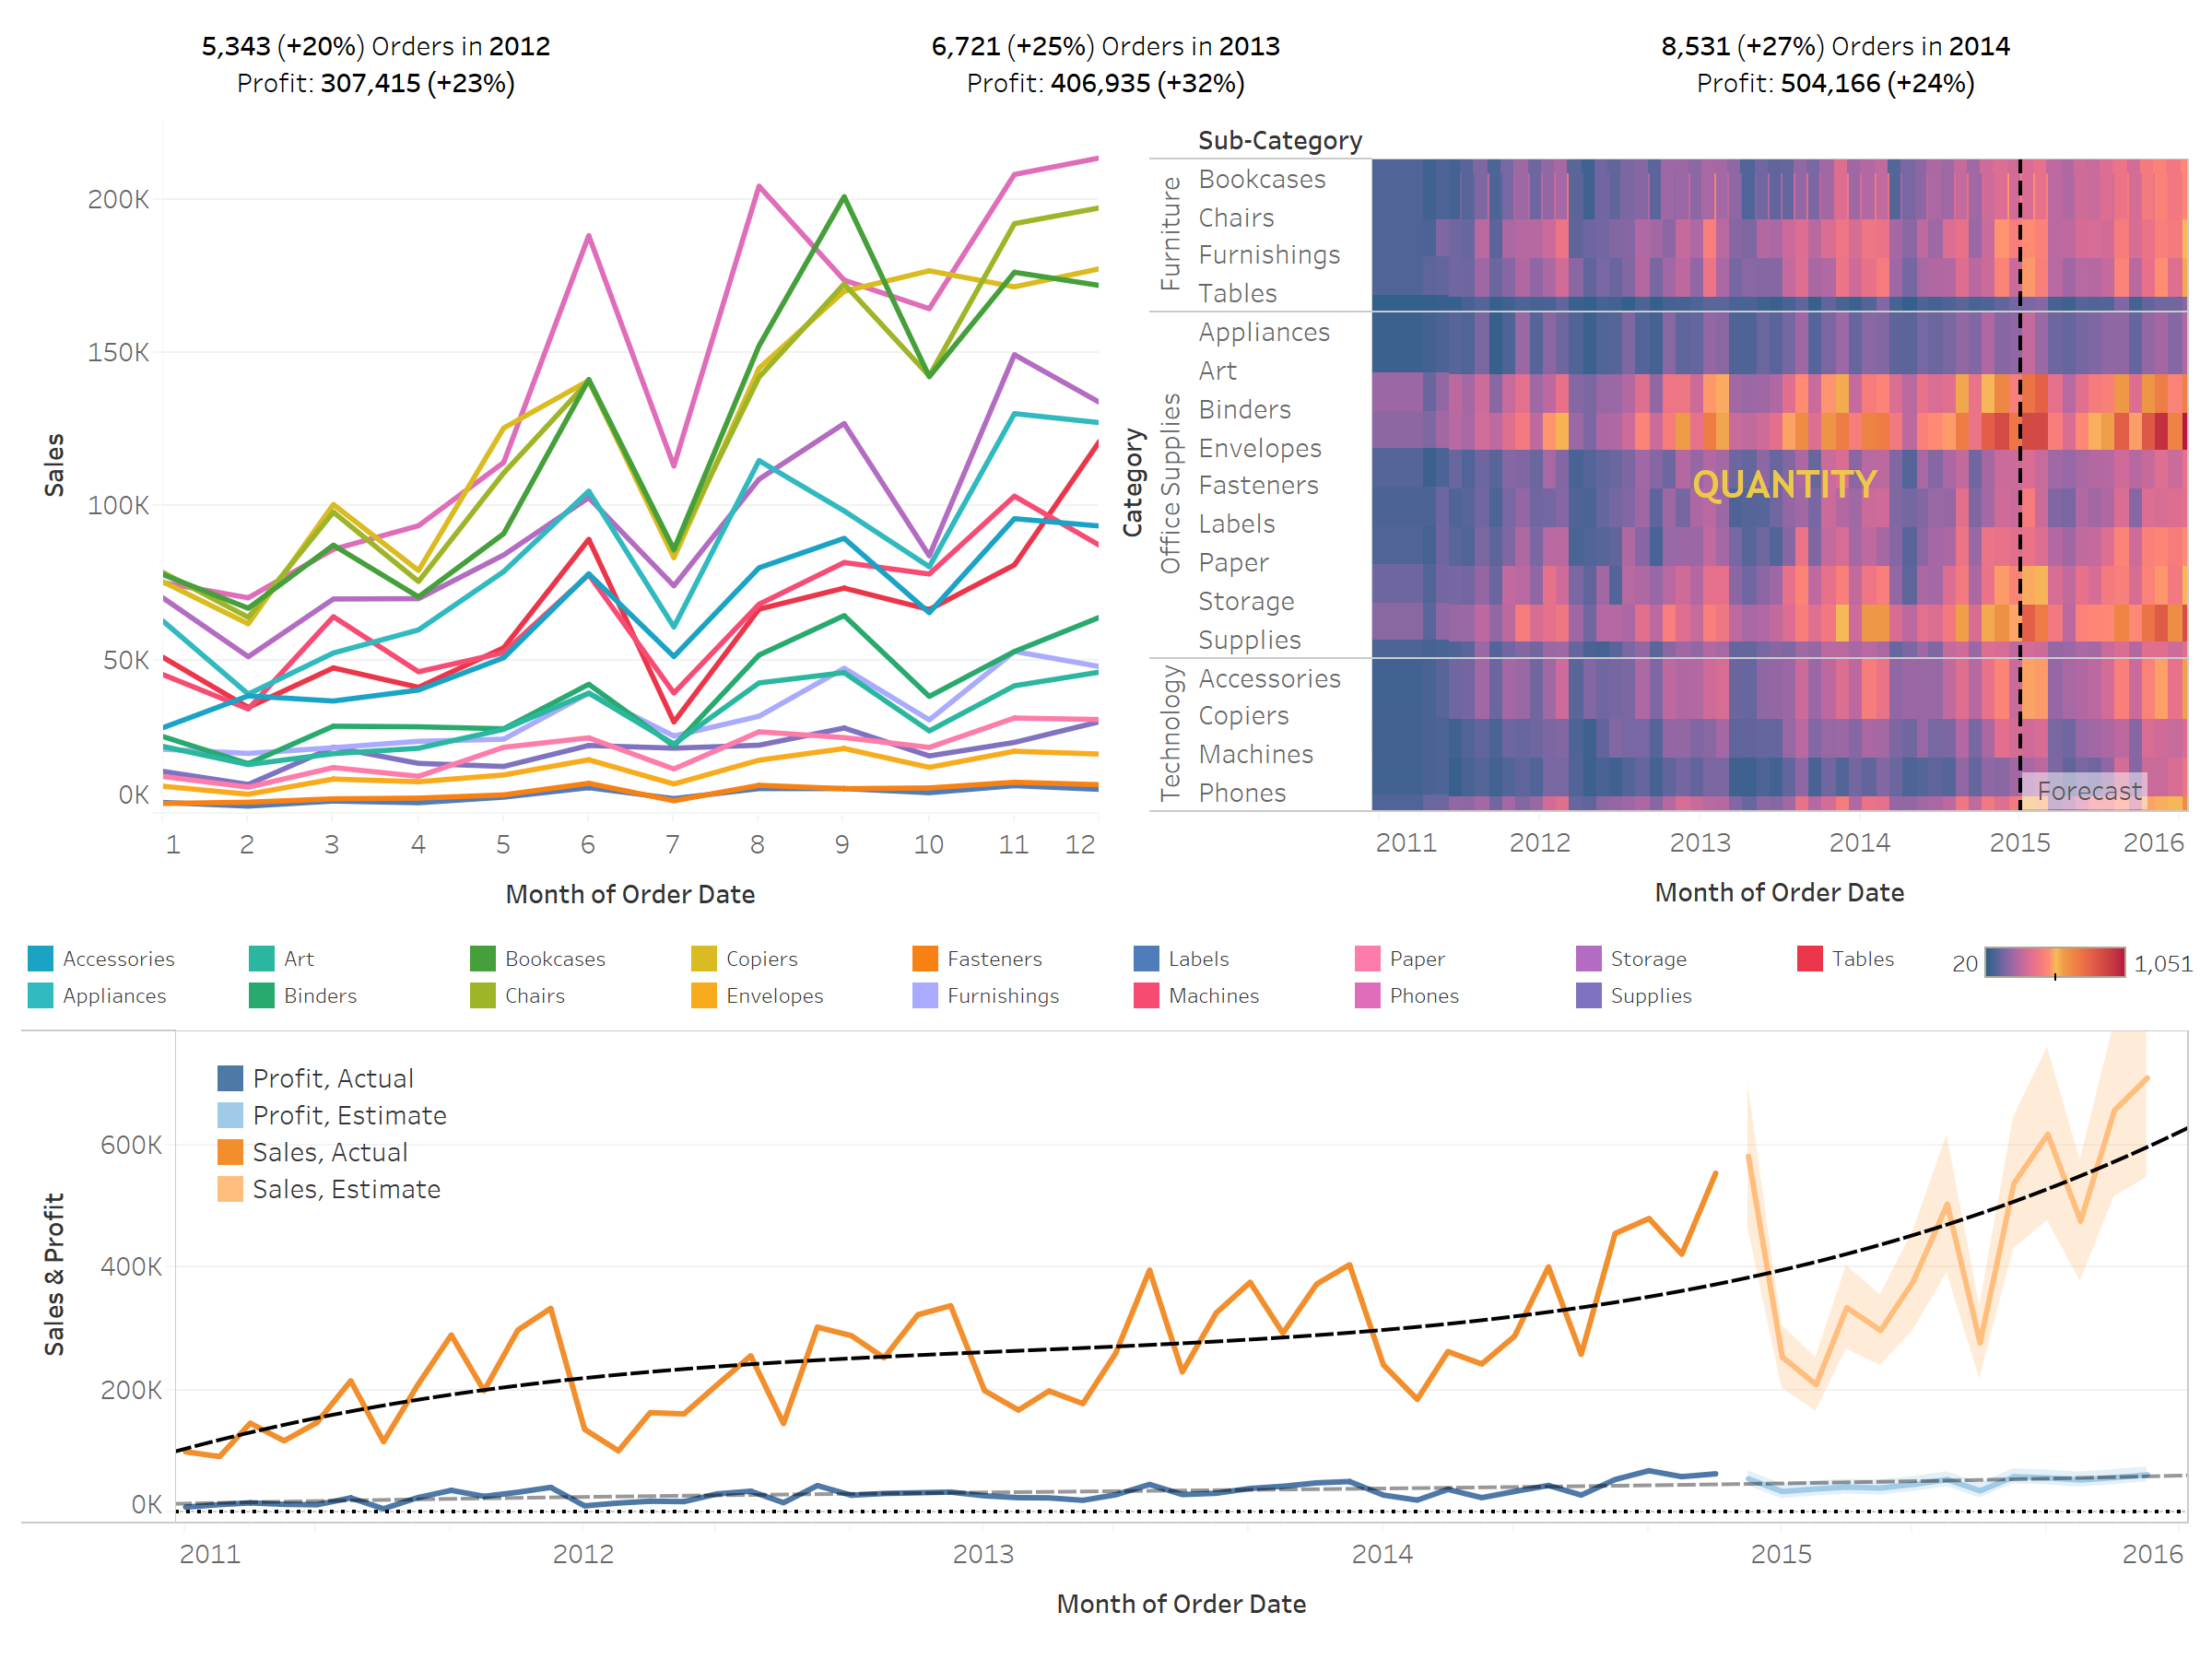 5,343 (+20%) Orders in 2012
Profit: 307,415 (+23%)
6,721 (+25%) Orders in 2013
Profit: 406,935 (+32%)
8,531 (+27%) Orders in 2014
Profit: 504,166 (+24%)
Sales
200K
150K
100K
50K
0K
1 2 3 4 5 6 7 8 9 10 11 12
Month of Order Date
Category
Sub-Category
Furniture
Bookcases
Chairs
Furnishings
Tables
Office Supplies
Appliances
Art
Binders
Envelopes
Fasteners
Labels
Paper
Storage
Supplies
Technology
Accessories
Copiers
Machines
Phones
QUANTITY
Forecast
2011 2012 2013 2014 2015 2016
Month of Order Date
Accessories Art Bookcases Copiers Fasteners Labels Paper Storage Tables
Appliances Binders Chairs Envelopes Furnishings Machines Phones Supplies
20 1,051
Sales & Profit
Profit, Actual
Profit, Estimate
Sales, Actual
Sales, Estimate
600K
400K
200K
0K
2011 2012 2013 2014 2015 2016
Month of Order Date